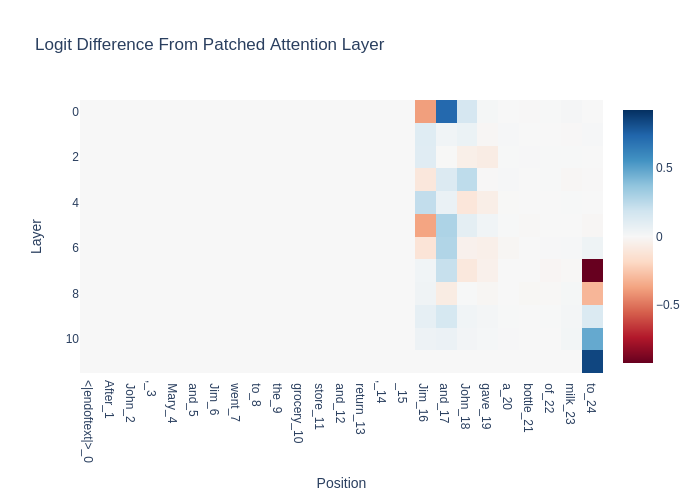 Logit Difference From Patched Attention Layer
0
2
4
6
8
10
Layer
0.5
0
−0.5
<|endoftext|>_0
After_1
John_2
,_3
Mary_4
and_5
Jim_6
went_7
to_8
the_9
grocery_10
store_11
and_12
return_13
,_14
_15
Jim_16
and_17
John_18
gave_19
a_20
bottle_21
of_22
milk_23
to_24
Position